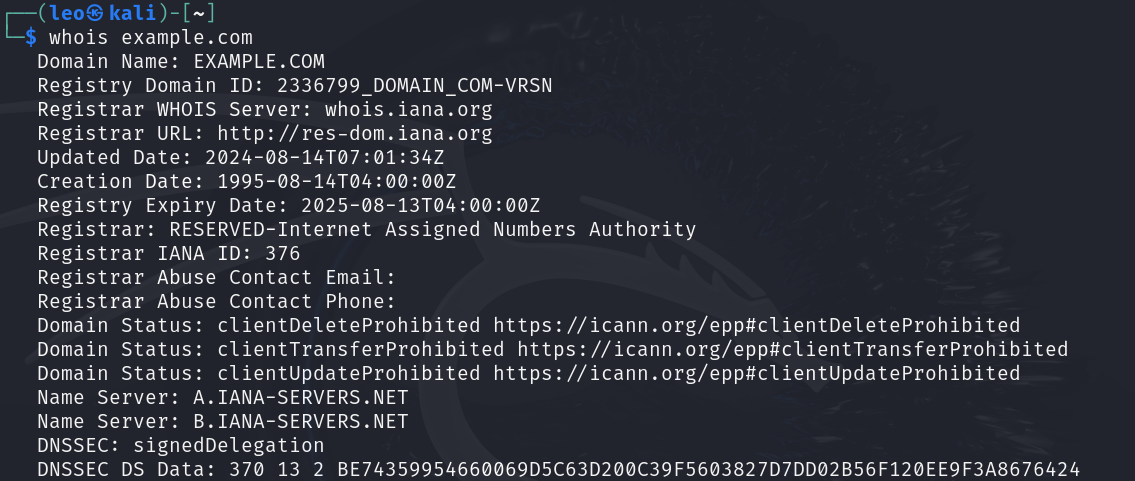 ┌──(leo㉿kali)-[~]
└─$ whois example.com
Domain Name: EXAMPLE.COM
Registry Domain ID: 2336799_DOMAIN_COM-VRSN
Registrar WHOIS Server: whois.iana.org
Registrar URL: http://res-dom.iana.org
Updated Date: 2024-08-14T07:01:34Z
Creation Date: 1995-08-14T04:00:00Z
Registry Expiry Date: 2025-08-13T04:00:00Z
Registrar: RESERVED-Internet Assigned Numbers Authority
Registrar IANA ID: 376
Registrar Abuse Contact Email:
Registrar Abuse Contact Phone:
Domain Status: clientDeleteProhibited https://icann.org/epp#clientDeleteProhibited
Domain Status: clientTransferProhibited https://icann.org/epp#clientTransferProhibited
Domain Status: clientUpdateProhibited https://icann.org/epp#clientUpdateProhibited
Name Server: A.IANA-SERVERS.NET
Name Server: B.IANA-SERVERS.NET
DNSSEC: signedDelegation
DNSSEC DS Data: 370 13 2 BE74359954660069D5C63D200C39F5603827D7DD02B56F120EE9F3A8676424